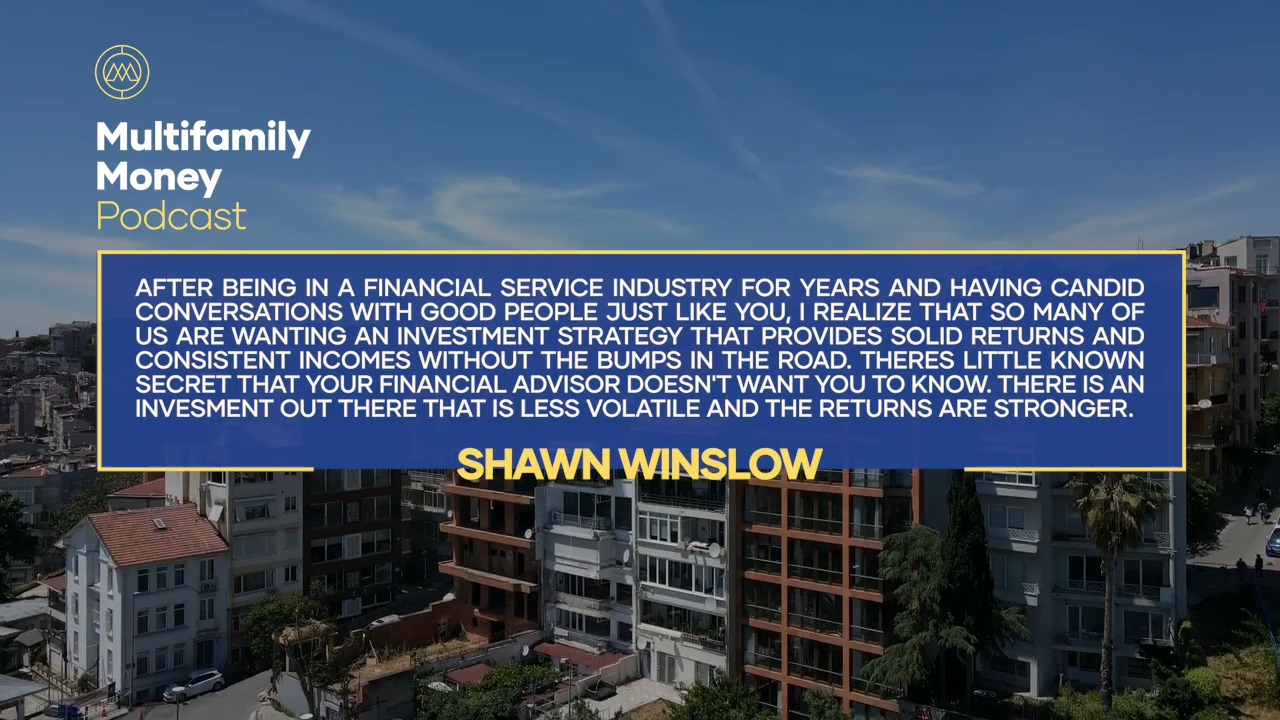 Multifamily
Money
Podcast
AFTER BEING IN A FINANCIAL SERVICE INDUSTRY FOR YEARS AND HAVING CANDID
CONVERSATIONS WITH GOOD PEOPLE JUST LIKE YOU, I REALIZE THAT SO MANY OF
US ARE WANTING AN INVESTMENT STRATEGY THAT PROVIDES SOLID RETURNS AND
CONSISTENT INCOMES WITHOUT THE BUMPS IN THE ROAD. THERES LITTLE KNOWN
SECRET THAT YOUR FINANCIAL ADVISOR DOESN'T WANT YOU TO KNOW. THERE IS AN
INVESMENT OUT THERE THAT IS LESS VOLATILE AND THE RETURNS ARE STRONGER.
SHAWN WINSLOW